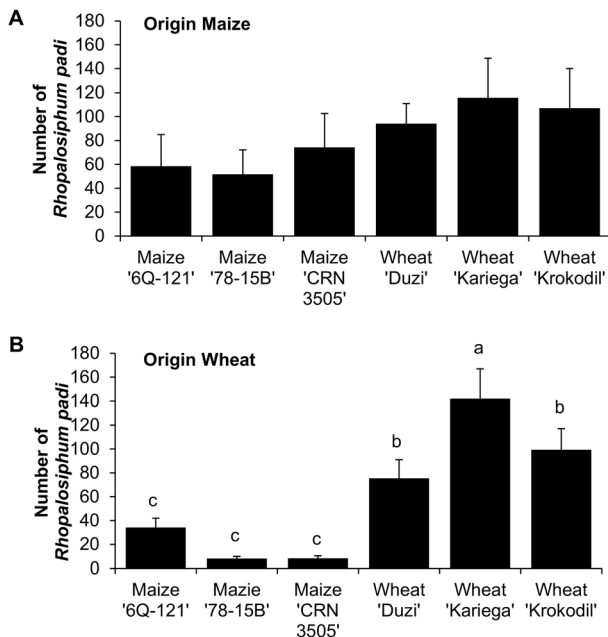 A
Origin Maize
Number of
Rhopalosiphum padi
180
160
140
120
100
80
60
40
20
0
Maize Maize Maize Wheat Wheat Wheat
'6Q-121' '78-15B' 'CRN 'Duzi' 'Kariega' 'Krokodil'
3505'
B
Origin Wheat
Number of
Rhopalosiphum padi
180
160
140
120
100
80
60
40
20
0
c c c b a b
Maize Mazie Maize Wheat Wheat Wheat
'6Q-121' '78-15B' 'CRN 'Duzi' 'Kariega' 'Krokodil'
3505'